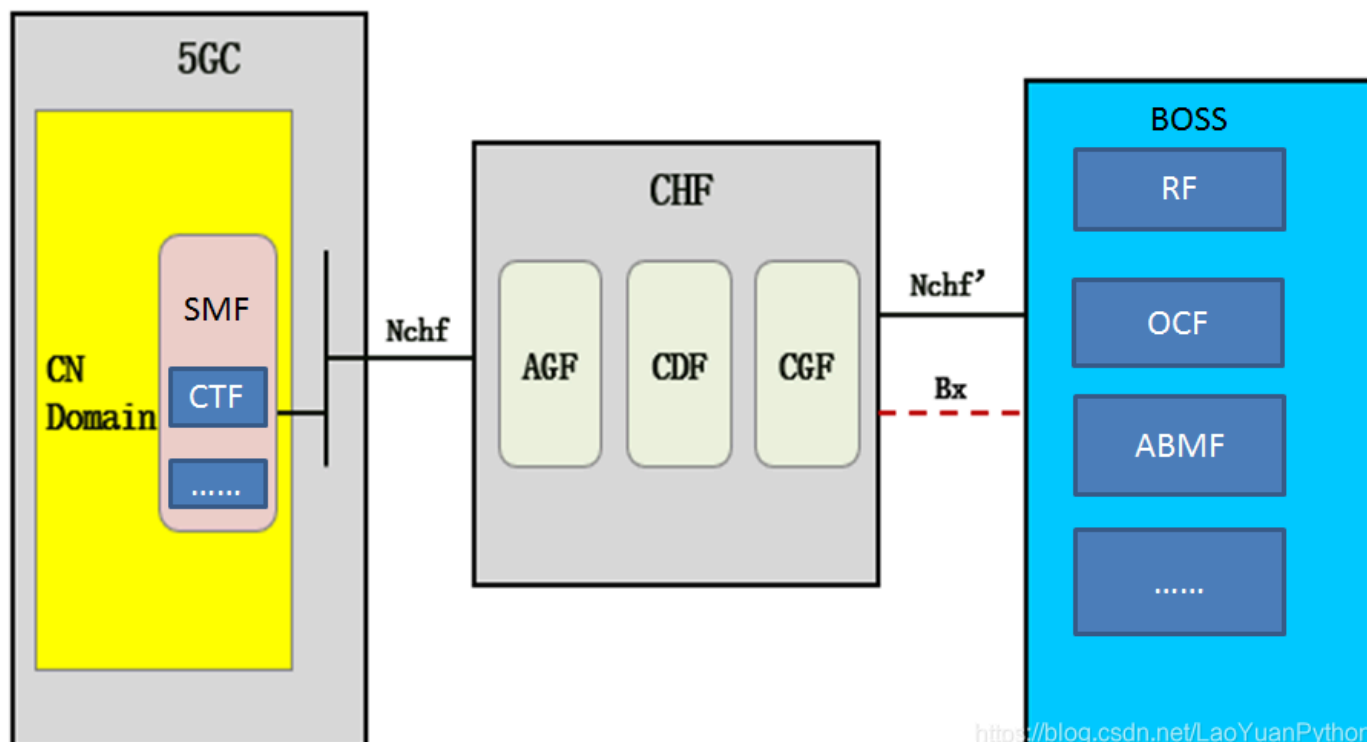 5GC
CN
Domain
SMF
CTF
……
Nchf
CHF
AGF
CDF
CGF
Nchf’
Bx
BOSS
RF
OCF
ABMF
……
https://blog.csdn.net/LaoYuanPython